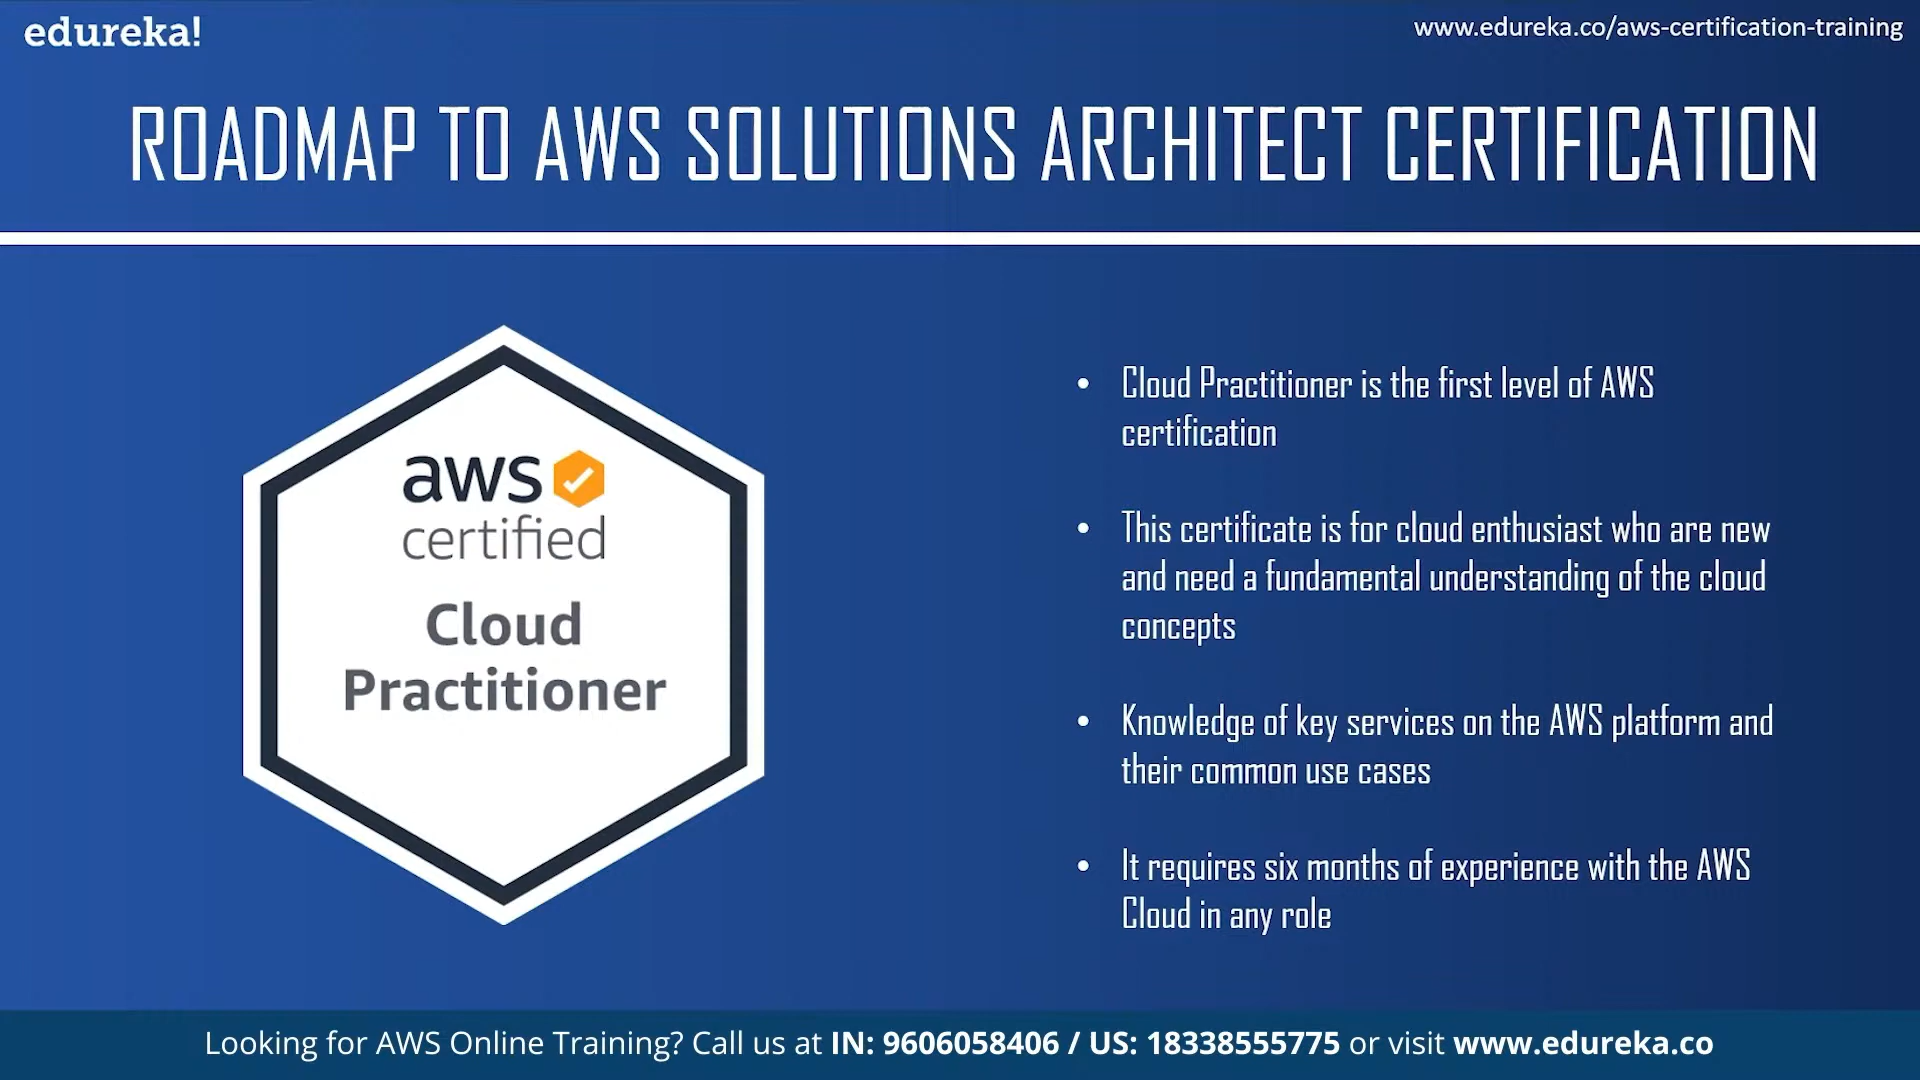 edureka!
www.edureka.co/aws-certification-training
ROADMAP TO AWS SOLUTIONS ARCHITECT CERTIFICATION
aws
certified
Cloud
Practitioner
• Cloud Practitioner is the first level of AWS
certification
• This certificate is for cloud enthusiast who are new
and need a fundamental understanding of the cloud
concepts
• Knowledge of key services on the AWS platform and
their common use cases
• It requires six months of experience with the AWS
Cloud in any role
Looking for AWS Online Training? Call us at IN: 9606058406 / US: 18338555775 or visit www.edureka.co